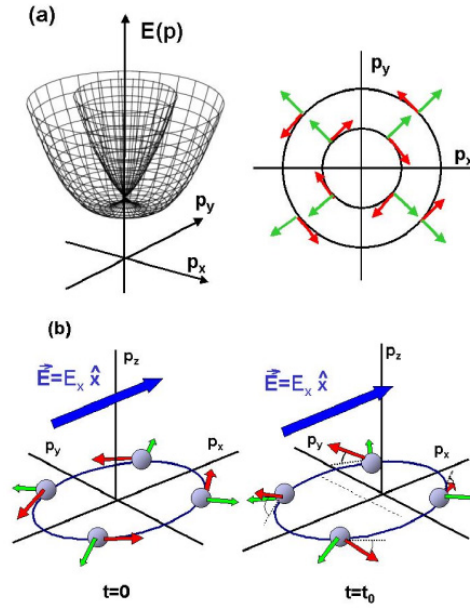 (a)
E(p)
p_y
p_x
p_y
p_x
(b)
E⃗=E_x x̂
p_z
p_y
p_x
t=0
E⃗=E_x x̂
p_z
p_y
p_x
t=t_0